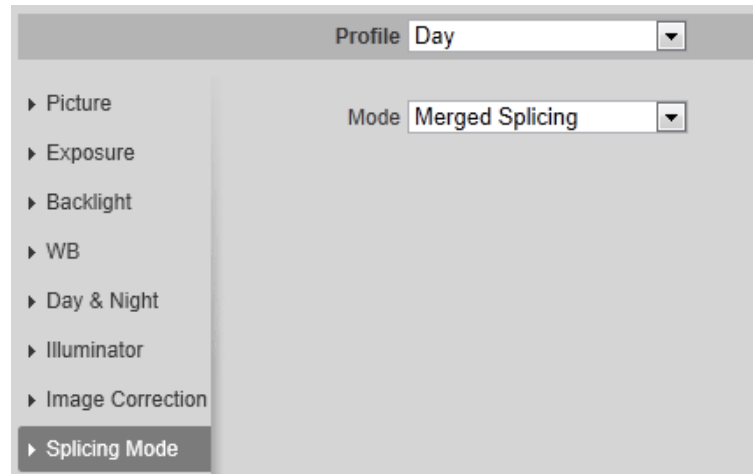 Profile Day
Picture
Mode Merged Splicing
Exposure
Backlight
WB
Day & Night
Illuminator
Image Correction
Splicing Mode